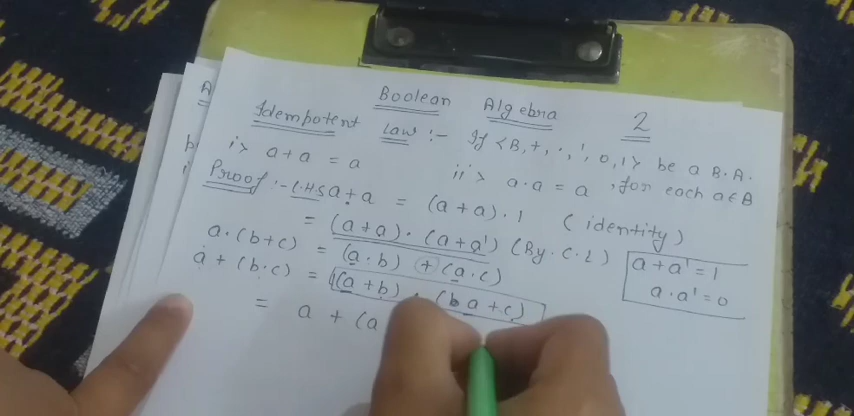 Boolean Algebra 2
Idempotent Law :- If <B, +, ·, ', 0, 1> be a B.A.
i> a + a = a ii> a · a = a , for each a ∈ B
Proof :- L.H.S a + a = (a + a) · 1 (identity)
= (a + a) · (a + a') (By C.L)
a + a' = 1
a · a' = 0
a · (b + c) = (a · b) + (a · c)
a + (b · c) = (a + b) · (a + c)
= a + (a